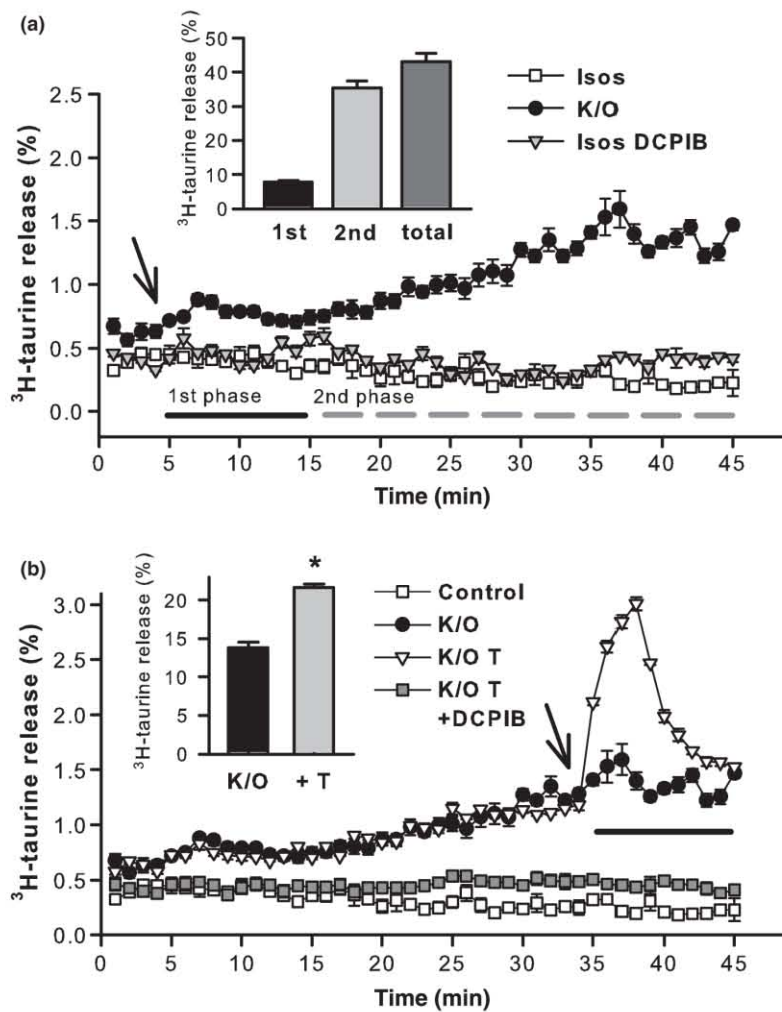 (a)
³H-taurine release (%)
50
40
30
20
10
0
1st 2nd total
Isos
K/O
Isos DCPIB
³H-taurine release (%)
2.5
2.0
1.5
1.0
0.5
0.0
1st phase 2nd phase
0 5 10 15 20 25 30 35 40 45
Time (min)
(b)
³H-taurine release (%)
20
15
10
5
0
*
K/O + T
Control
K/O
K/O T
K/O T
+DCPIB
³H-taurine release (%)
3.0
2.5
2.0
1.5
1.0
0.5
0.0
0 5 10 15 20 25 30 35 40 45
Time (min)